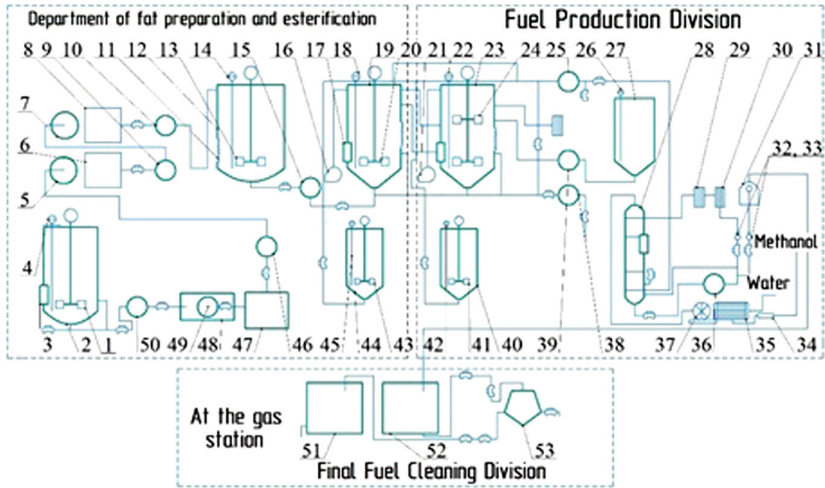 Department of fat preparation and esterification
Fuel Production Division
8 9 10 11 12 13 14 15 16 17 18 19 20 21 22 23 24 25 26 27 28 29 30 31
7
6
32, 33
5
4
Methanol
Water
3 2 1 50 49 48 47 46 45 44 43 42 41 40 39 38 37 36 35 34
At the gas
station
51 52 53
Final Fuel Cleaning Division